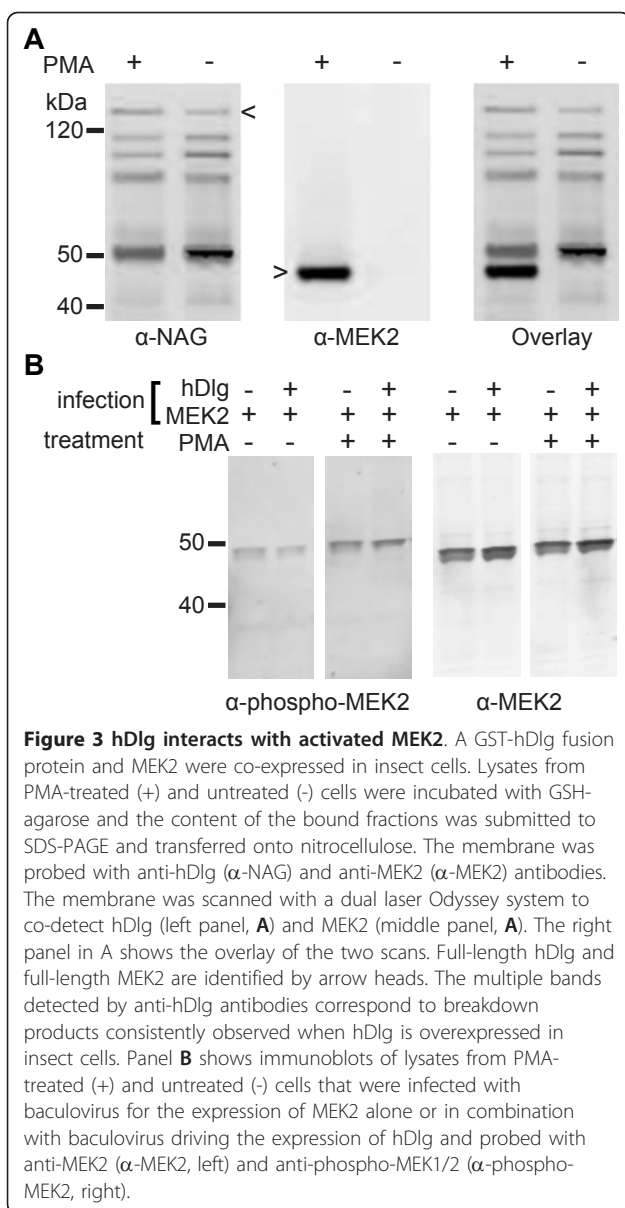 A
PMA + - + - + -
kDa
120
<
50
>
40
α-NAG α-MEK2 Overlay
B
infection [ hDlg - + - + - + - +
MEK2 + + + + + + + +
treatment PMA - - + + - - + +
50
40
α-phospho-MEK2 α-MEK2
Figure 3 hDlg interacts with activated MEK2. A GST-hDlg fusion
protein and MEK2 were co-expressed in insect cells. Lysates from
PMA-treated (+) and untreated (-) cells were incubated with GSH-
agarose and the content of the bound fractions was submitted to
SDS-PAGE and transferred onto nitrocellulose. The membrane was
probed with anti-hDlg (α-NAG) and anti-MEK2 (α-MEK2) antibodies.
The membrane was scanned with a dual laser Odyssey system to
co-detect hDlg (left panel, A) and MEK2 (middle panel, A). The right
panel in A shows the overlay of the two scans. Full-length hDlg and
full-length MEK2 are identified by arrow heads. The multiple bands
detected by anti-hDlg antibodies correspond to breakdown
products consistently observed when hDlg is overexpressed in
insect cells. Panel B shows immunoblots of lysates from PMA-
treated (+) and untreated (-) cells that were infected with
baculovirus for the expression of MEK2 alone or in combination
with baculovirus driving the expression of hDlg and probed with
anti-MEK2 (α-MEK2, left) and anti-phospho-MEK1/2 (α-phospho-
MEK2, right).